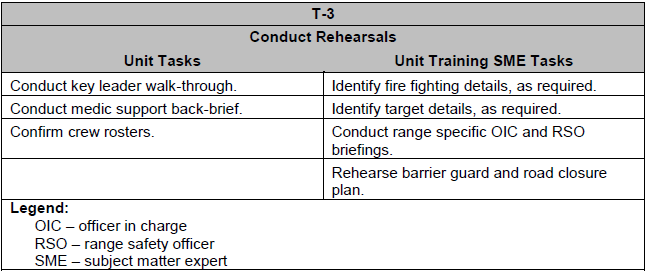 T-3
Conduct Rehearsals
Unit Tasks
Unit Training SME Tasks
Conduct key leader walk-through.
Identify fire fighting details, as required.
Conduct medic support back-brief.
Identify target details, as required.
Confirm crew rosters.
Conduct range specific OIC and RSO
briefings.
Rehearse barrier guard and road closure
plan.
Legend:
OIC – officer in charge
RSO – range safety officer
SME – subject matter expert